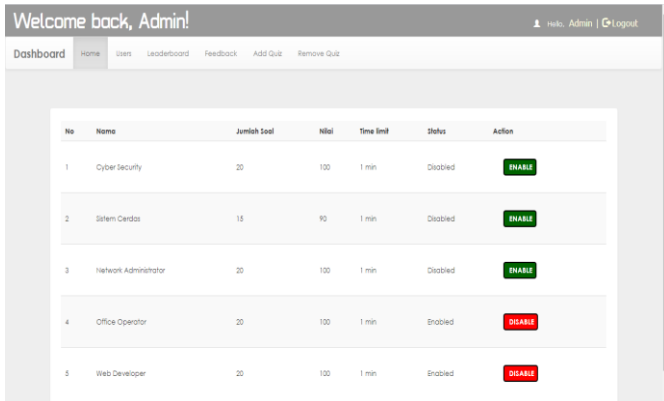 Welcome back, Admin!
Hello, Admin | Logout
Dashboard Home Users Leaderboard Feedback Add Quiz Remove Quiz
No Nama Jumlah Soal Nilai Time limit Status Action
1 Cyber Security 20 100 1 min Disabled ENABLE
2 Sistem Cerdas 15 90 1 min Disabled ENABLE
3 Network Administrator 20 100 1 min Disabled ENABLE
4 Office Operator 20 100 1 min Enabled DISABLE
5 Web Developer 20 100 1 min Enabled DISABLE